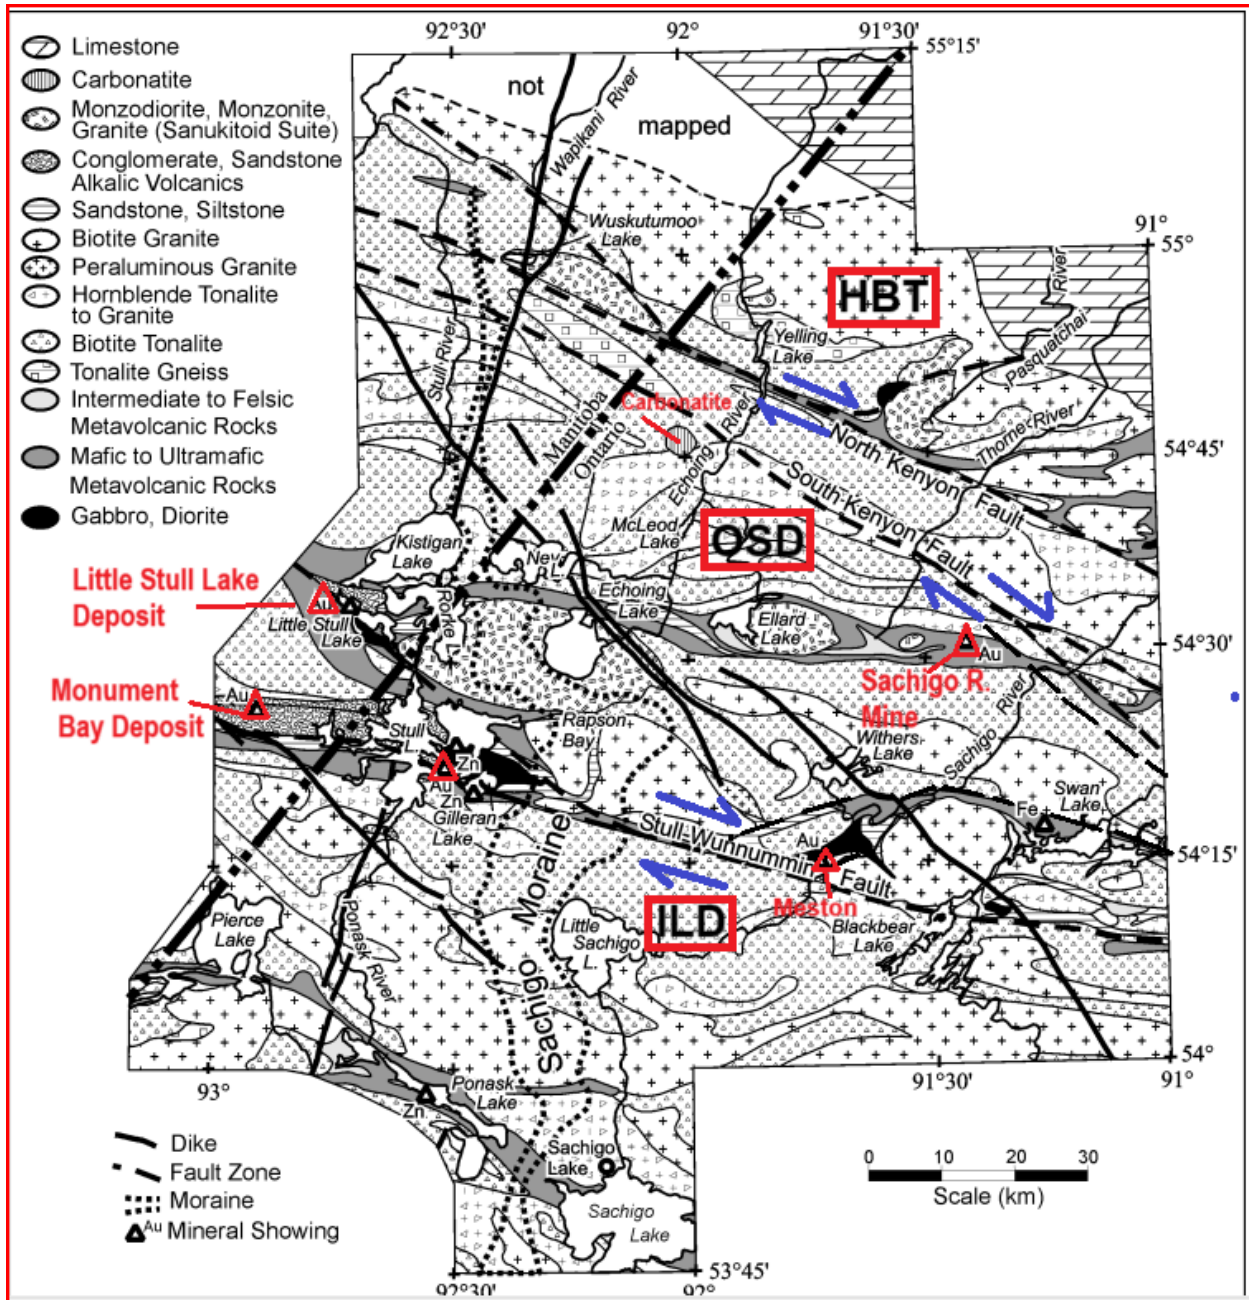 Limestone
Carbonatite
Monzodiorite, Monzonite,
Granite (Sanukitoid Suite)
Conglomerate, Sandstone
Alkalic Volcanics
Sandstone, Siltstone
Biotite Granite
Peraluminous Granite
Hornblende Tonalite
to Granite
Biotite Tonalite
Tonalite Gneiss
Intermediate to Felsic
Metavolcanic Rocks
Mafic to Ultramafic
Metavolcanic Rocks
Gabbro, Diorite
92°30'
92°
91°30'
55°15'
not
mapped
Wapikani River
Wuskutumoo
Lake
91°
55°
HBT
River
Pasquatchai
Yelling
Lake
Stull River
Manitoba
Ontario
Carbonatite
Echoing River
Thorne River
North Kenyon Fault
South Kenyon Fault
54°45'
OSD
McLeod
Lake
Kistigan
Lake
Rorke L.
Echoing
Lake
Ellard
Lake
Little Stull Lake
Deposit
Au
Little Stull
Lake
54°30'
Au
Sachigo R.
Mine
Monument
Bay Deposit
Au
Stull
L.
Rapson
Bay
Withers
Lake
Sachigo River
Zn
Au
Zn
Gilleran
Lake
Swan
Lake
Fe
Stull-Wunnummin Fault
Au
Meston
54°15'
ILD
Sachigo Moraine
Pierce
Lake
Ponask River
Little
Sachigo
L.
Blackbear
Lake
93°
54°
91°30'
91°
Ponask
Lake
Zn
Sachigo
Lake
Sachigo
Lake
Dike
Fault Zone
Moraine
Au Mineral Showing
0 10 20 30
Scale (km)
53°45'
92°30'
92°